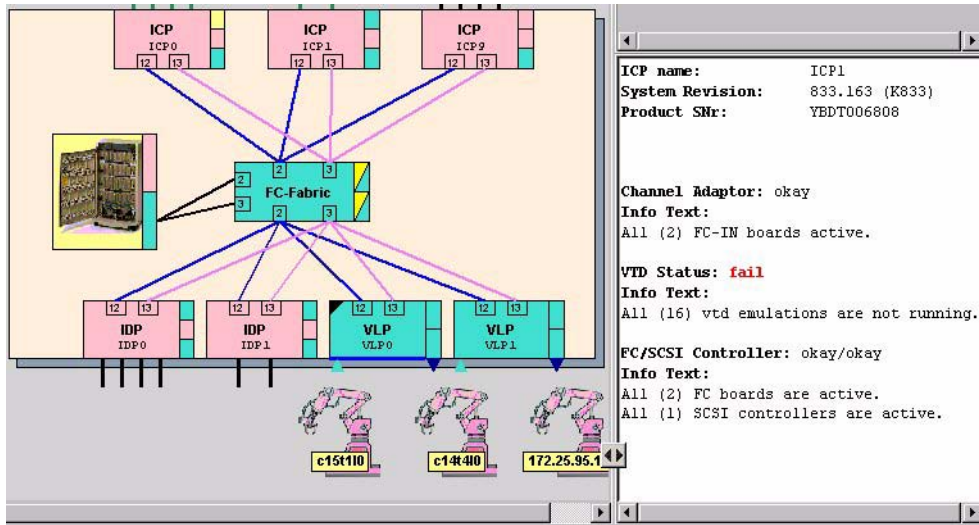 ICP
ICP0
12 13
ICP
ICP1
12 13
ICP
ICP9
12 13
2 3
2
3
FC-Fabric
2 3
12 13
IDP
IDP0
12 13
IDP
IDP1
12 13
VLP
VLP0
12 13
VLP
VLP1
c15t1l0
c14t4l0
172.25.95.1
ICP name: ICP1
System Revision: 833.163 (K833)
Product SNr: YBDT006808
Channel Adaptor: okay
Info Text:
All (2) FC-IN boards active.
VTD Status: fail
Info Text:
All (16) vtd emulations are not running.
FC/SCSI Controller: okay/okay
Info Text:
All (2) FC boards are active.
All (1) SCSI controllers are active.